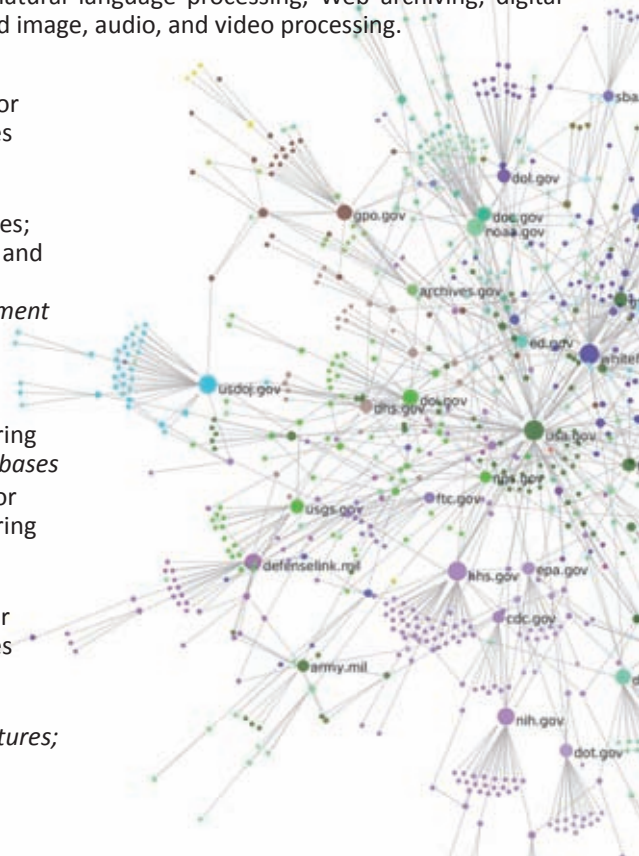 natural language processing, Web archiving, digital
d image, audio, and video processing.
or
es
es;
and
ment
ring
bases
or
ring
r
es
tures;
sba
dol.gov
gpo.gov
doc.gov
noaa.gov
archives.gov
ed.gov
whiteh
usdoj.gov
doi.gov
dhs.gov
usa.gov
nps.gov
ftc.gov
usgs.gov
defenselink.mil
hhs.gov
epa.gov
cdc.gov
army.mil
d
nih.gov
dot.gov